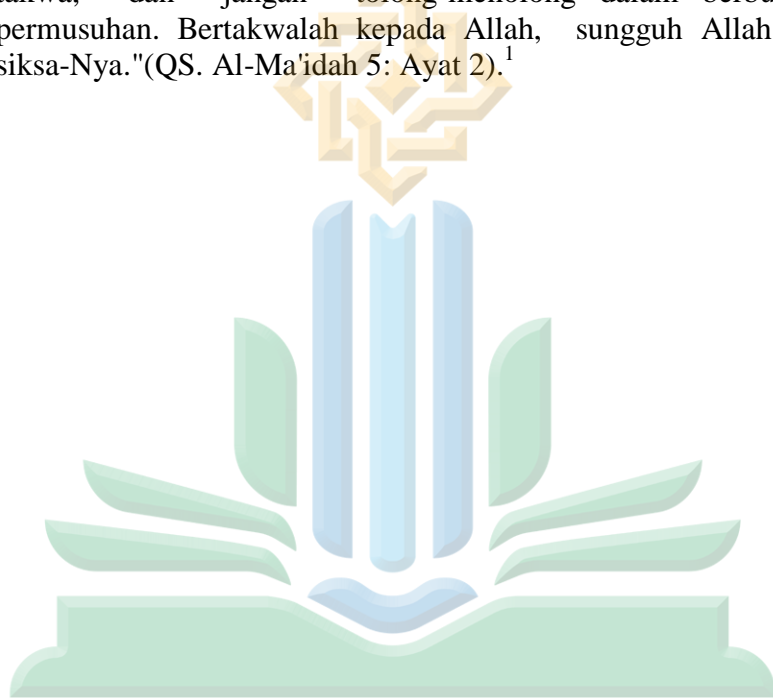 takwa, dan jangan tolong-menolong dalam berbu
permusuhan. Bertakwalah kepada Allah, sungguh Allah
siksa-Nya."(QS. Al-Ma'idah 5: Ayat 2).¹